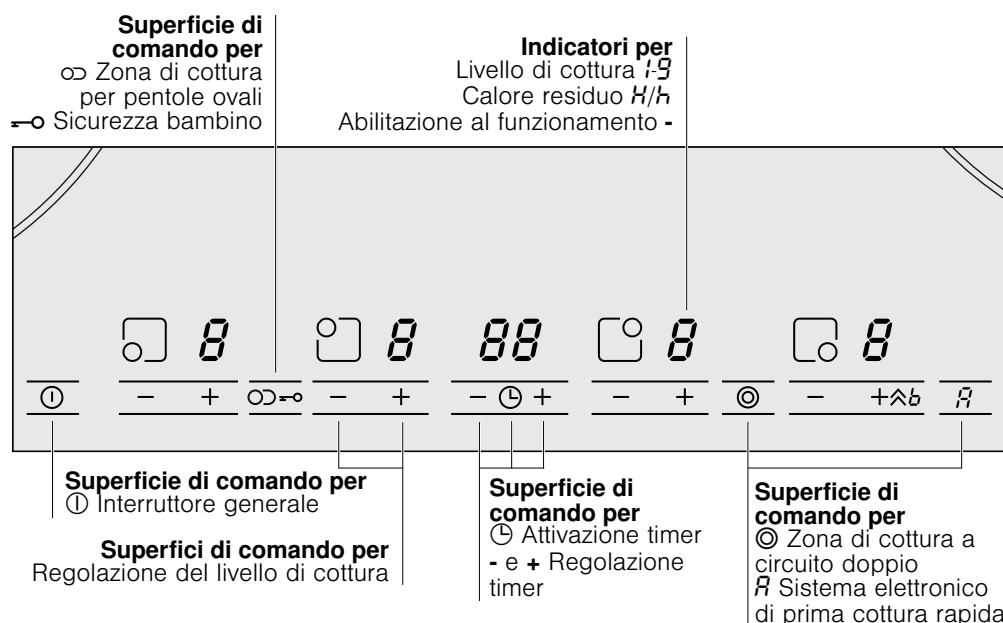 Superficie di
comando per
Zona di cottura
per pentole ovali
Sicurezza bambino
Indicatori per
Livello di cottura 1-9
Calore residuo H/h
Abilitazione al funzionamento -
8 8 88 8 8
- + - + - + - + - + b A
Superficie di comando per
Interruttore generale
Superfici di comando per
Regolazione del livello di cottura
Superficie di
comando per
Attivazione timer
- e + Regolazione
timer
Superficie di
comando per
Zona di cottura a
circuito doppio
A Sistema elettronico
di prima cottura rapida